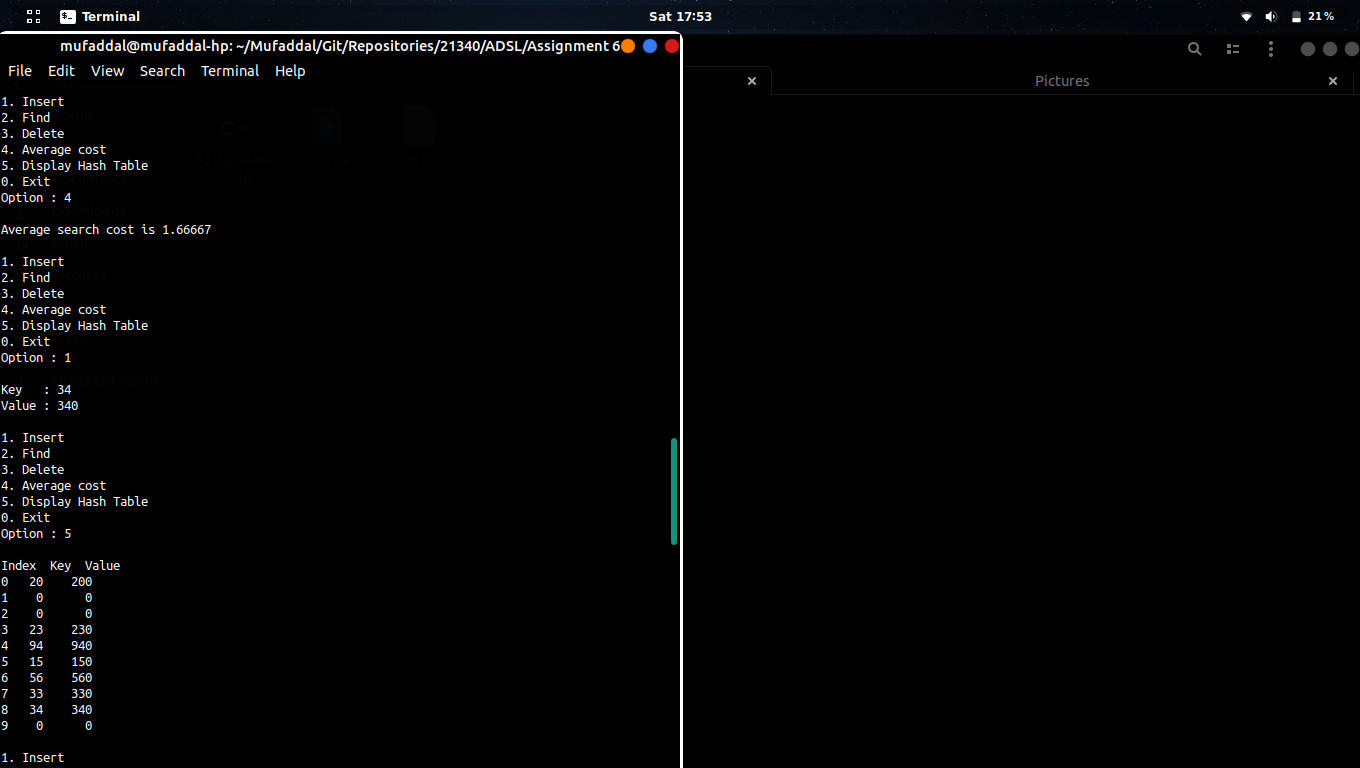 Terminal
Sat 17:53
21%
mufaddal@mufaddal-hp: ~/Mufaddal/Git/Repositories/21340/ADSL/Assignment 6
File Edit View Search Terminal Help
Pictures
1. Insert
2. Find
3. Delete
4. Average cost
5. Display Hash Table
0. Exit
Option : 4
Average search cost is 1.66667
1. Insert
2. Find
3. Delete
4. Average cost
5. Display Hash Table
0. Exit
Option : 1
Key   : 34
Value : 340
1. Insert
2. Find
3. Delete
4. Average cost
5. Display Hash Table
0. Exit
Option : 5
Index  Key  Value
0   20    200
1    0      0
2    0      0
3   23    230
4   94    940
5   15    150
6   56    560
7   33    330
8   34    340
9    0      0
1. Insert